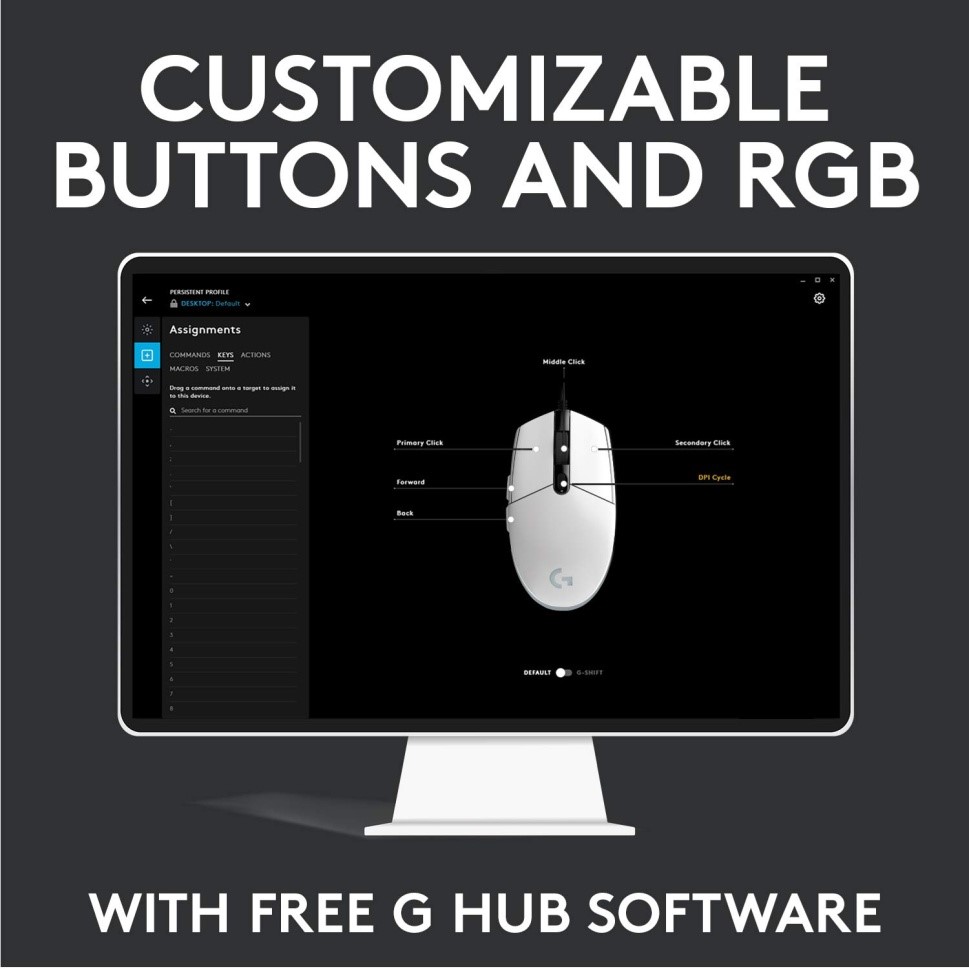 CUSTOMIZABLE
BUTTONS AND RGB
PERSISTENT PROFILE
DESKTOP: Default
Assignments
COMMANDS KEYS ACTIONS
MACROS SYSTEM
Drag a command onto a target to assign it
to this device.
Search for a command
;
[
]
/
\
0
1
2
3
4
5
6
7
8
Middle Click
Primary Click
Secondary Click
Forward
DPI Cycle
Back
G
DEFAULT G-SHIFT
WITH FREE G HUB SOFTWARE